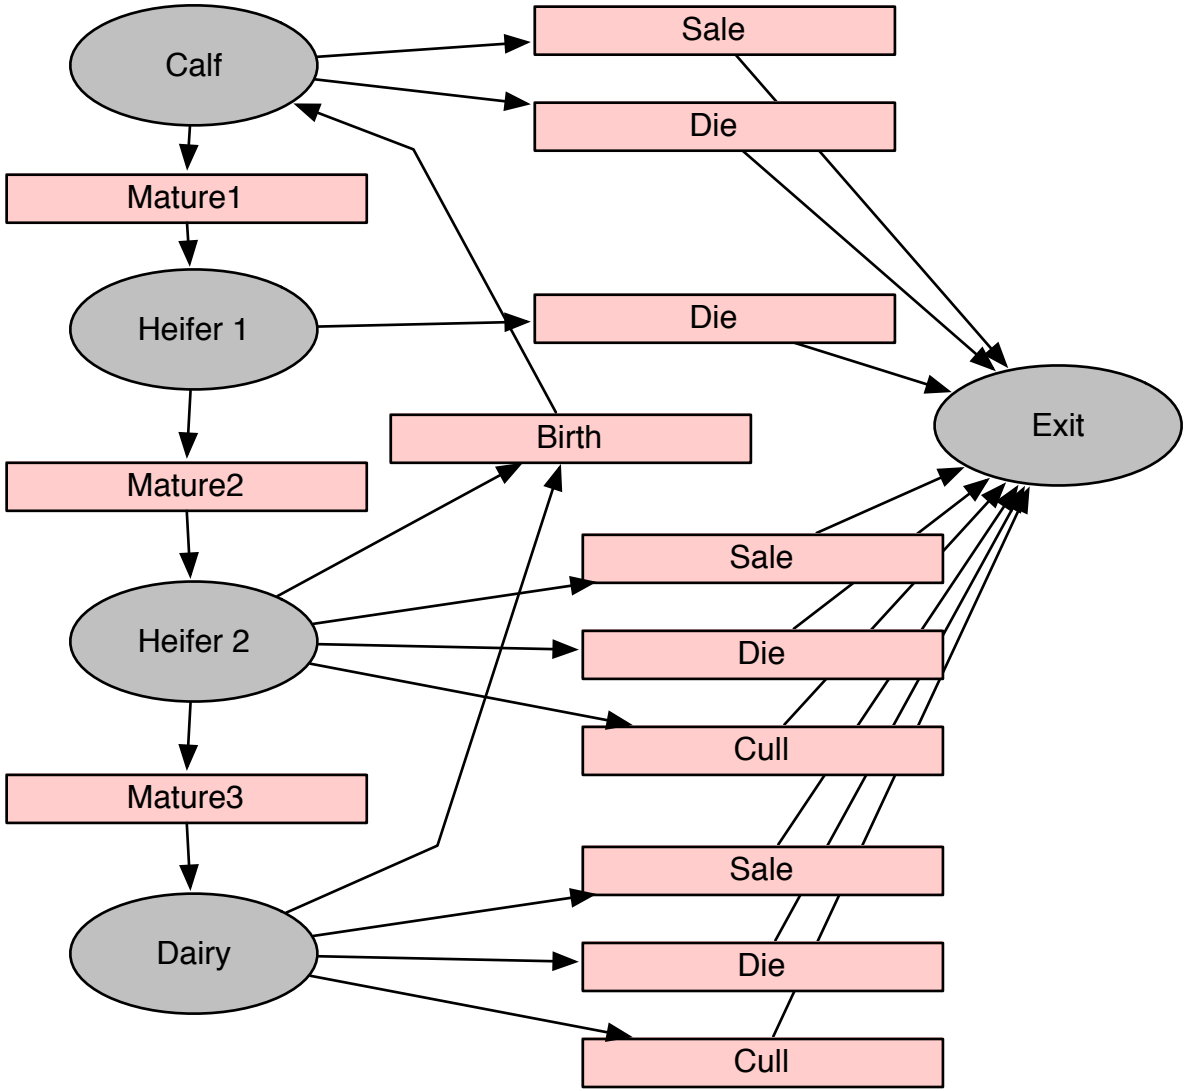 Sale
Calf
Die
Mature1
Die
Heifer 1
Exit
Birth
Mature2
Sale
Heifer 2
Die
Cull
Mature3
Sale
Dairy
Die
Cull